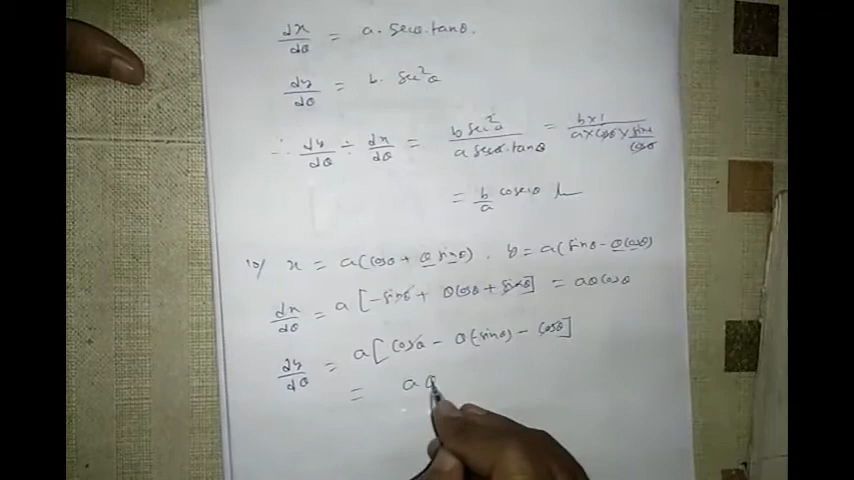 dx/dθ = a. secθ.tanθ.
dy/dθ = b. sec²θ
∴ dy/dθ ÷ dx/dθ = b sec²θ / a secθ.tanθ = b×1 / a×cosθ× sinθ/cosθ
= b/a cosecθ
10/ x = a(cosθ + θ sinθ), y = a(sinθ - θcosθ)
dx/dθ = a[-sinθ + θcosθ + sinθ] = aθcosθ
dy/dθ = a[cosθ - θ(sinθ) - cosθ]
= aθ